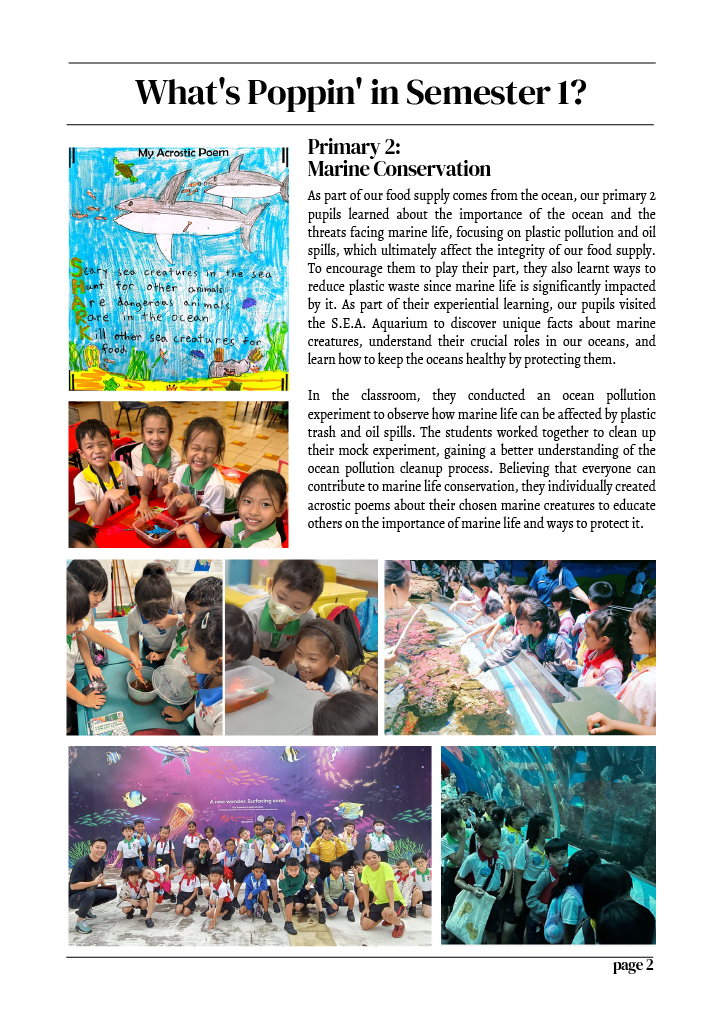 What's Poppin' in Semester 1?
My Acrostic Poem
Scary sea creatures in the sea
Hunt for other animals
Are dangerous animals
Rare in the ocean
Kill other sea creatures for
food
Primary 2:
Marine Conservation
As part of our food supply comes from the ocean, our primary 2
pupils learned about the importance of the ocean and the
threats facing marine life, focusing on plastic pollution and oil
spills, which ultimately affect the integrity of our food supply.
To encourage them to play their part, they also learnt ways to
reduce plastic waste since marine life is significantly impacted
by it. As part of their experiential learning, our pupils visited
the S.E.A. Aquarium to discover unique facts about marine
creatures, understand their crucial roles in our oceans, and
learn how to keep the oceans healthy by protecting them.
In the classroom, they conducted an ocean pollution
experiment to observe how marine life can be affected by plastic
trash and oil spills. The students worked together to clean up
their mock experiment, gaining a better understanding of the
ocean pollution cleanup process. Believing that everyone can
contribute to marine life conservation, they individually created
acrostic poems about their chosen marine creatures to educate
others on the importance of marine life and ways to protect it.
A new wonder. Surfacing soon.
page 2